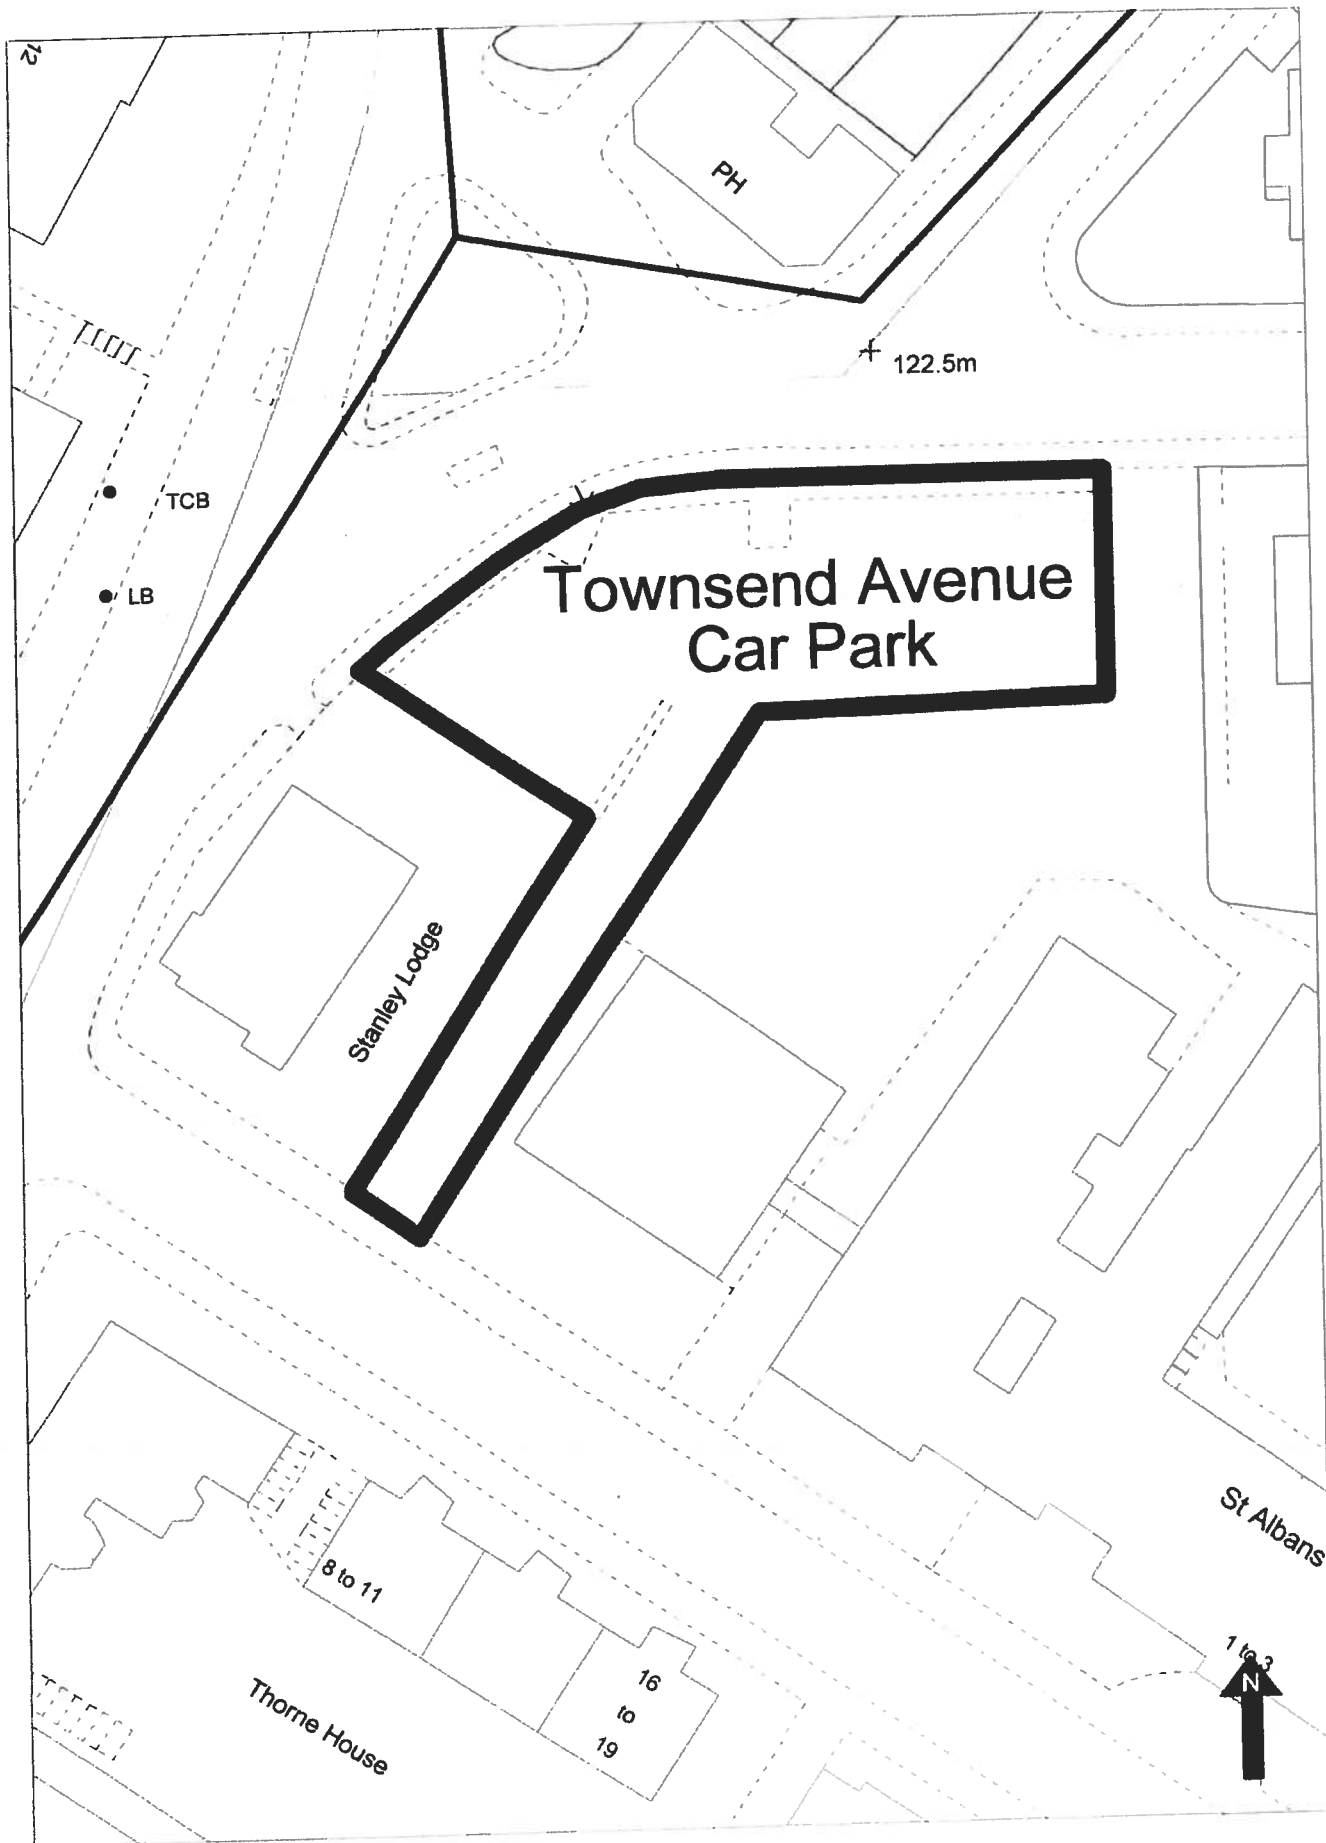 12
PH
122.5m
TCB
LB
Townsend Avenue
Car Park
Stanley Lodge
St Albans
8 to 11
16
to
19
Thorne House
1 to 3
N